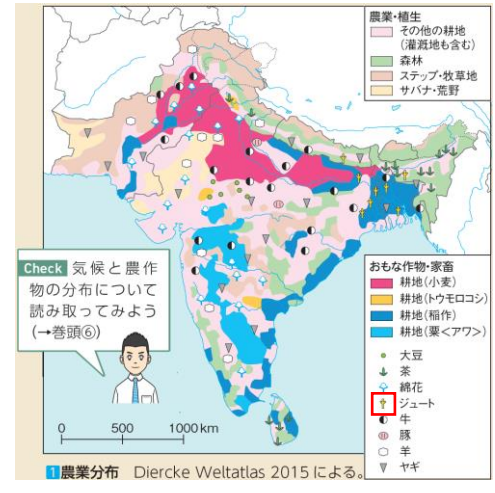 農業・植生
その他の耕地
(灌漑地も含む)
森林
ステップ・牧草地
サバナ・荒野
Check 気候と農作
物の分布について
読み取ってみよう
(→巻頭⑥)
おもな作物・家畜
耕地(小麦)
耕地(トウモロコシ)
耕地(稲作)
耕地(粟<アワ>)
大豆
茶
綿花
ジュート
牛
豚
羊
ヤギ
0 500 1000km
1 農業分布 Diercke Weltatlas 2015による。